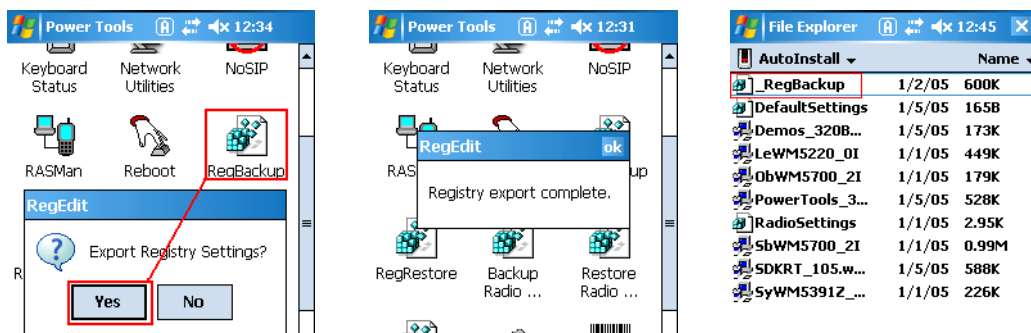 Power Tools A 12:34
Keyboard Status
Network Utilities
NoSIP
RASMan
Reboot
RegBackup
RegEdit
Export Registry Settings?
R
Yes
No
Power Tools A 12:31
Keyboard Status
Network Utilities
NoSIP
RAS
up
RegEdit
ok
Registry export complete.
RegRestore
Backup Radio ...
Restore Radio ...
File Explorer A 12:45
AutoInstall
Name
_RegBackup 1/2/05 600K
DefaultSettings 1/5/05 165B
Demos_320B... 1/5/05 173K
LeWM5220_0I 1/1/05 449K
ObWM5700_2I 1/1/05 179K
PowerTools_3... 1/5/05 528K
RadioSettings 1/1/05 2.95K
SbWM5700_2I 1/1/05 0.99M
SDKRT_105.w... 1/5/05 588K
SyWM5391Z_... 1/1/05 226K